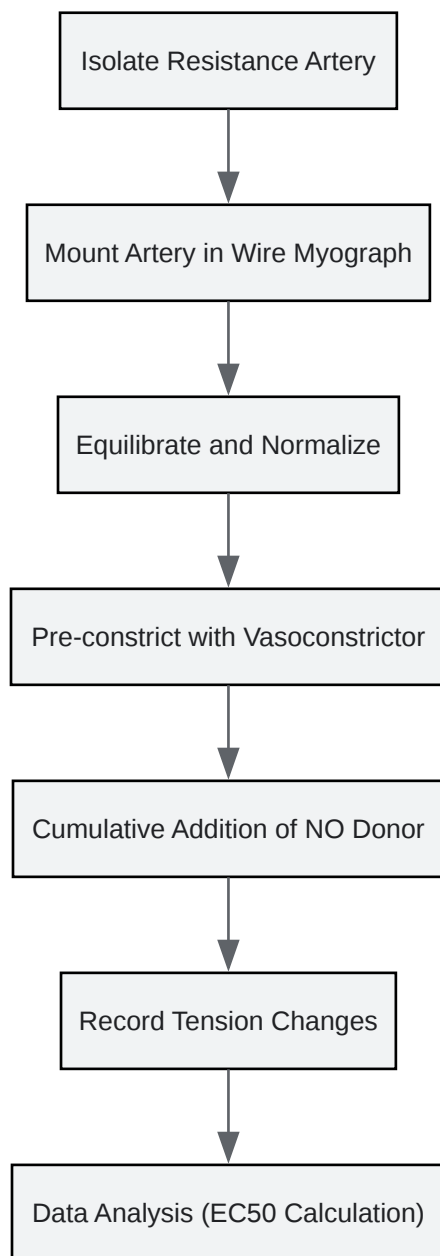 Isolate Resistance Artery
Mount Artery in Wire Myograph
Equilibrate and Normalize
Pre-constrict with Vasoconstrictor
Cumulative Addition of NO Donor
Record Tension Changes
Data Analysis (EC50 Calculation)